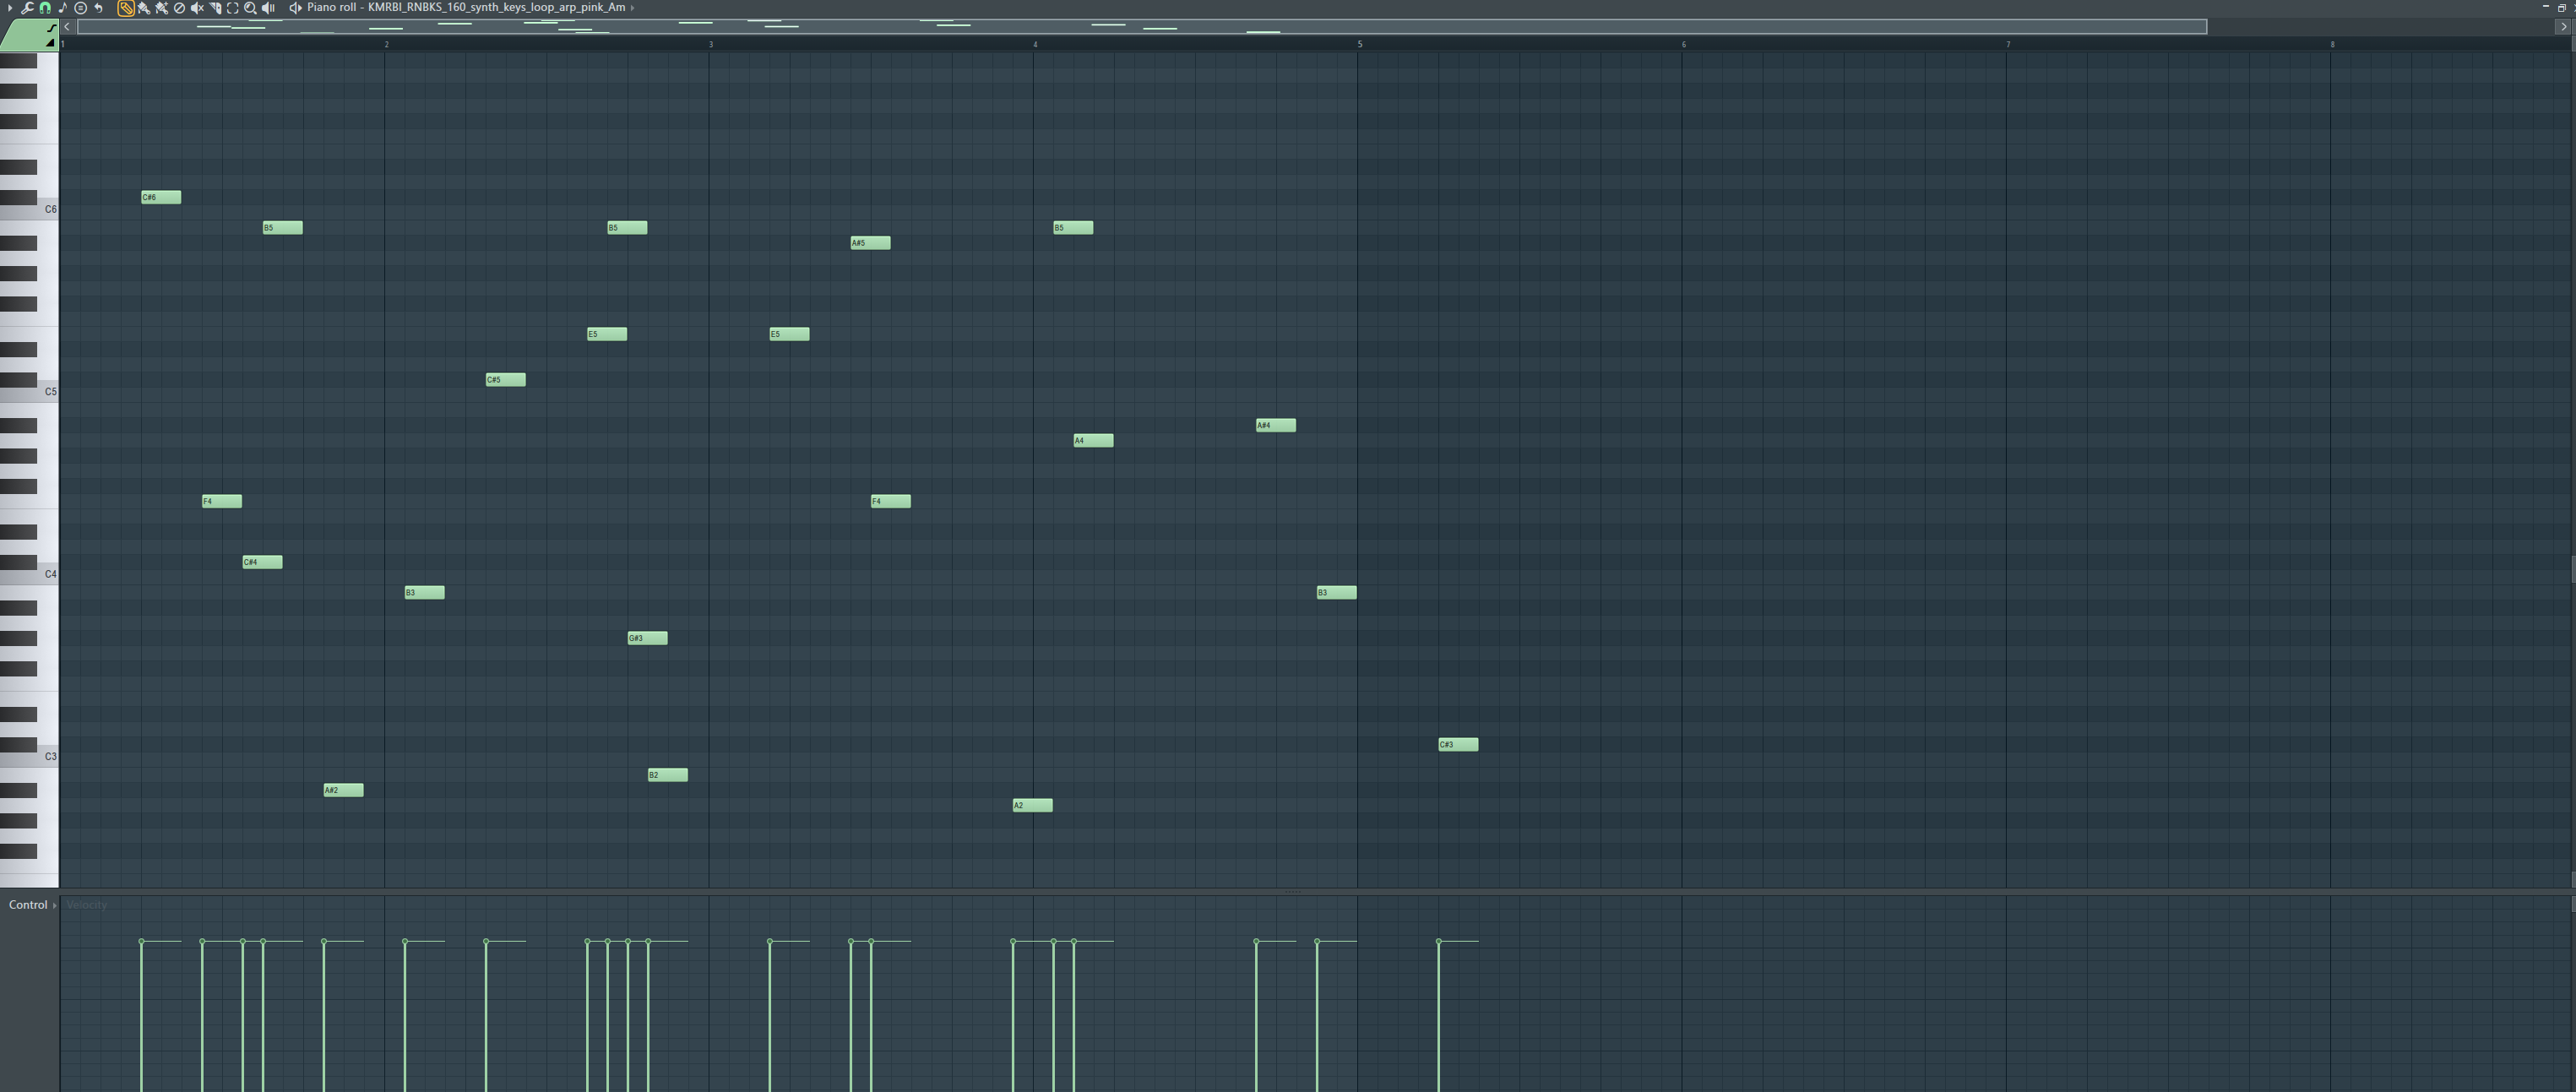 Piano roll - KMRBI_RNBKS_160_synth_keys_loop_arp_pink_Am
1 2 3 4 5 6 7 8
C#6
C6
B5 B5 B5
A#5
E5 E5
C#5
C5
A#4
A4
F4 F4
C#4
C4
B3 B3
G#3
C#3
C3
B2
A#2
A2
Control Velocity